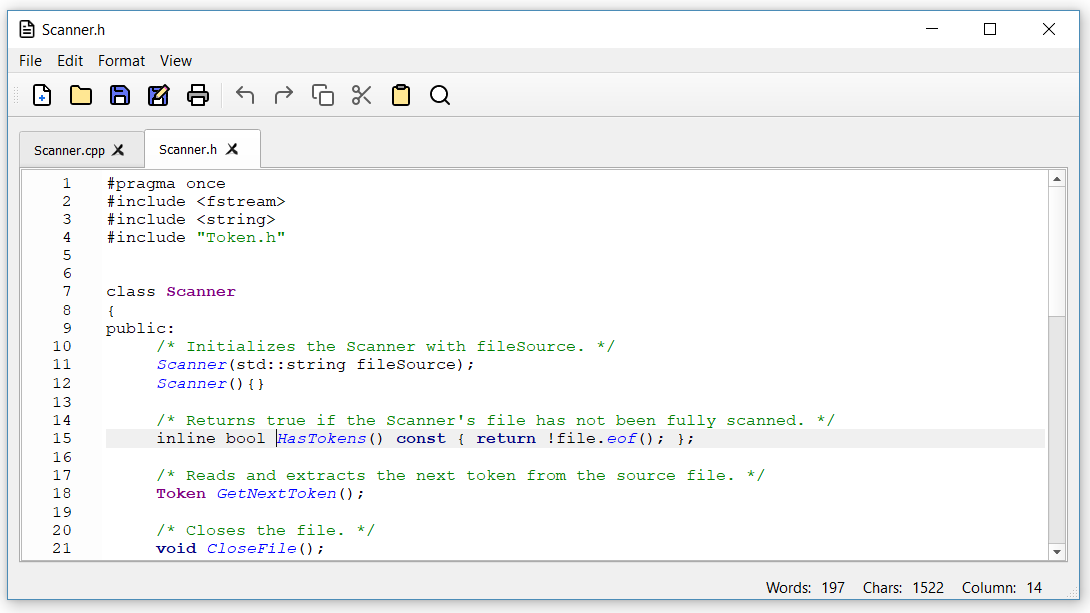 Scanner.h
File Edit Format View
Scanner.cpp Scanner.h
1 #pragma once
2 #include <fstream>
3 #include <string>
4 #include "Token.h"
5
6
7 class Scanner
8 {
9 public:
10 /* Initializes the Scanner with fileSource. */
11 Scanner(std::string fileSource);
12 Scanner(){}
13
14 /* Returns true if the Scanner's file has not been fully scanned. */
15 inline bool HasTokens() const { return !file.eof(); };
16
17 /* Reads and extracts the next token from the source file. */
18 Token GetNextToken();
19
20 /* Closes the file. */
21 void CloseFile();
Words: 197 Chars: 1522 Column: 14